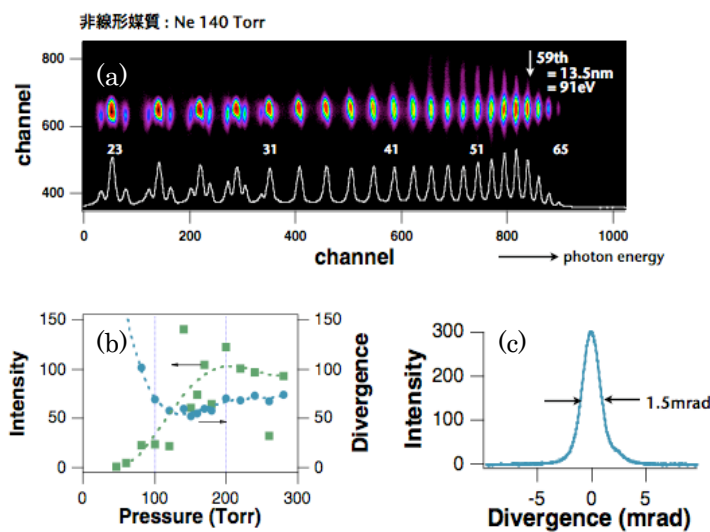 非線形媒質 : Ne 140 Torr
(a)
59th
= 13.5nm
= 91eV
800
600
400
channel
23 31 41 51 65
0 200 400 600 800 1000
channel
photon energy
(b)
150
100
50
0
Intensity
150
100
50
0
Divergence
0 100 200 300
Pressure (Torr)
(c)
300
200
100
0
Intensity
1.5mrad
-5 0 5
Divergence (mrad)